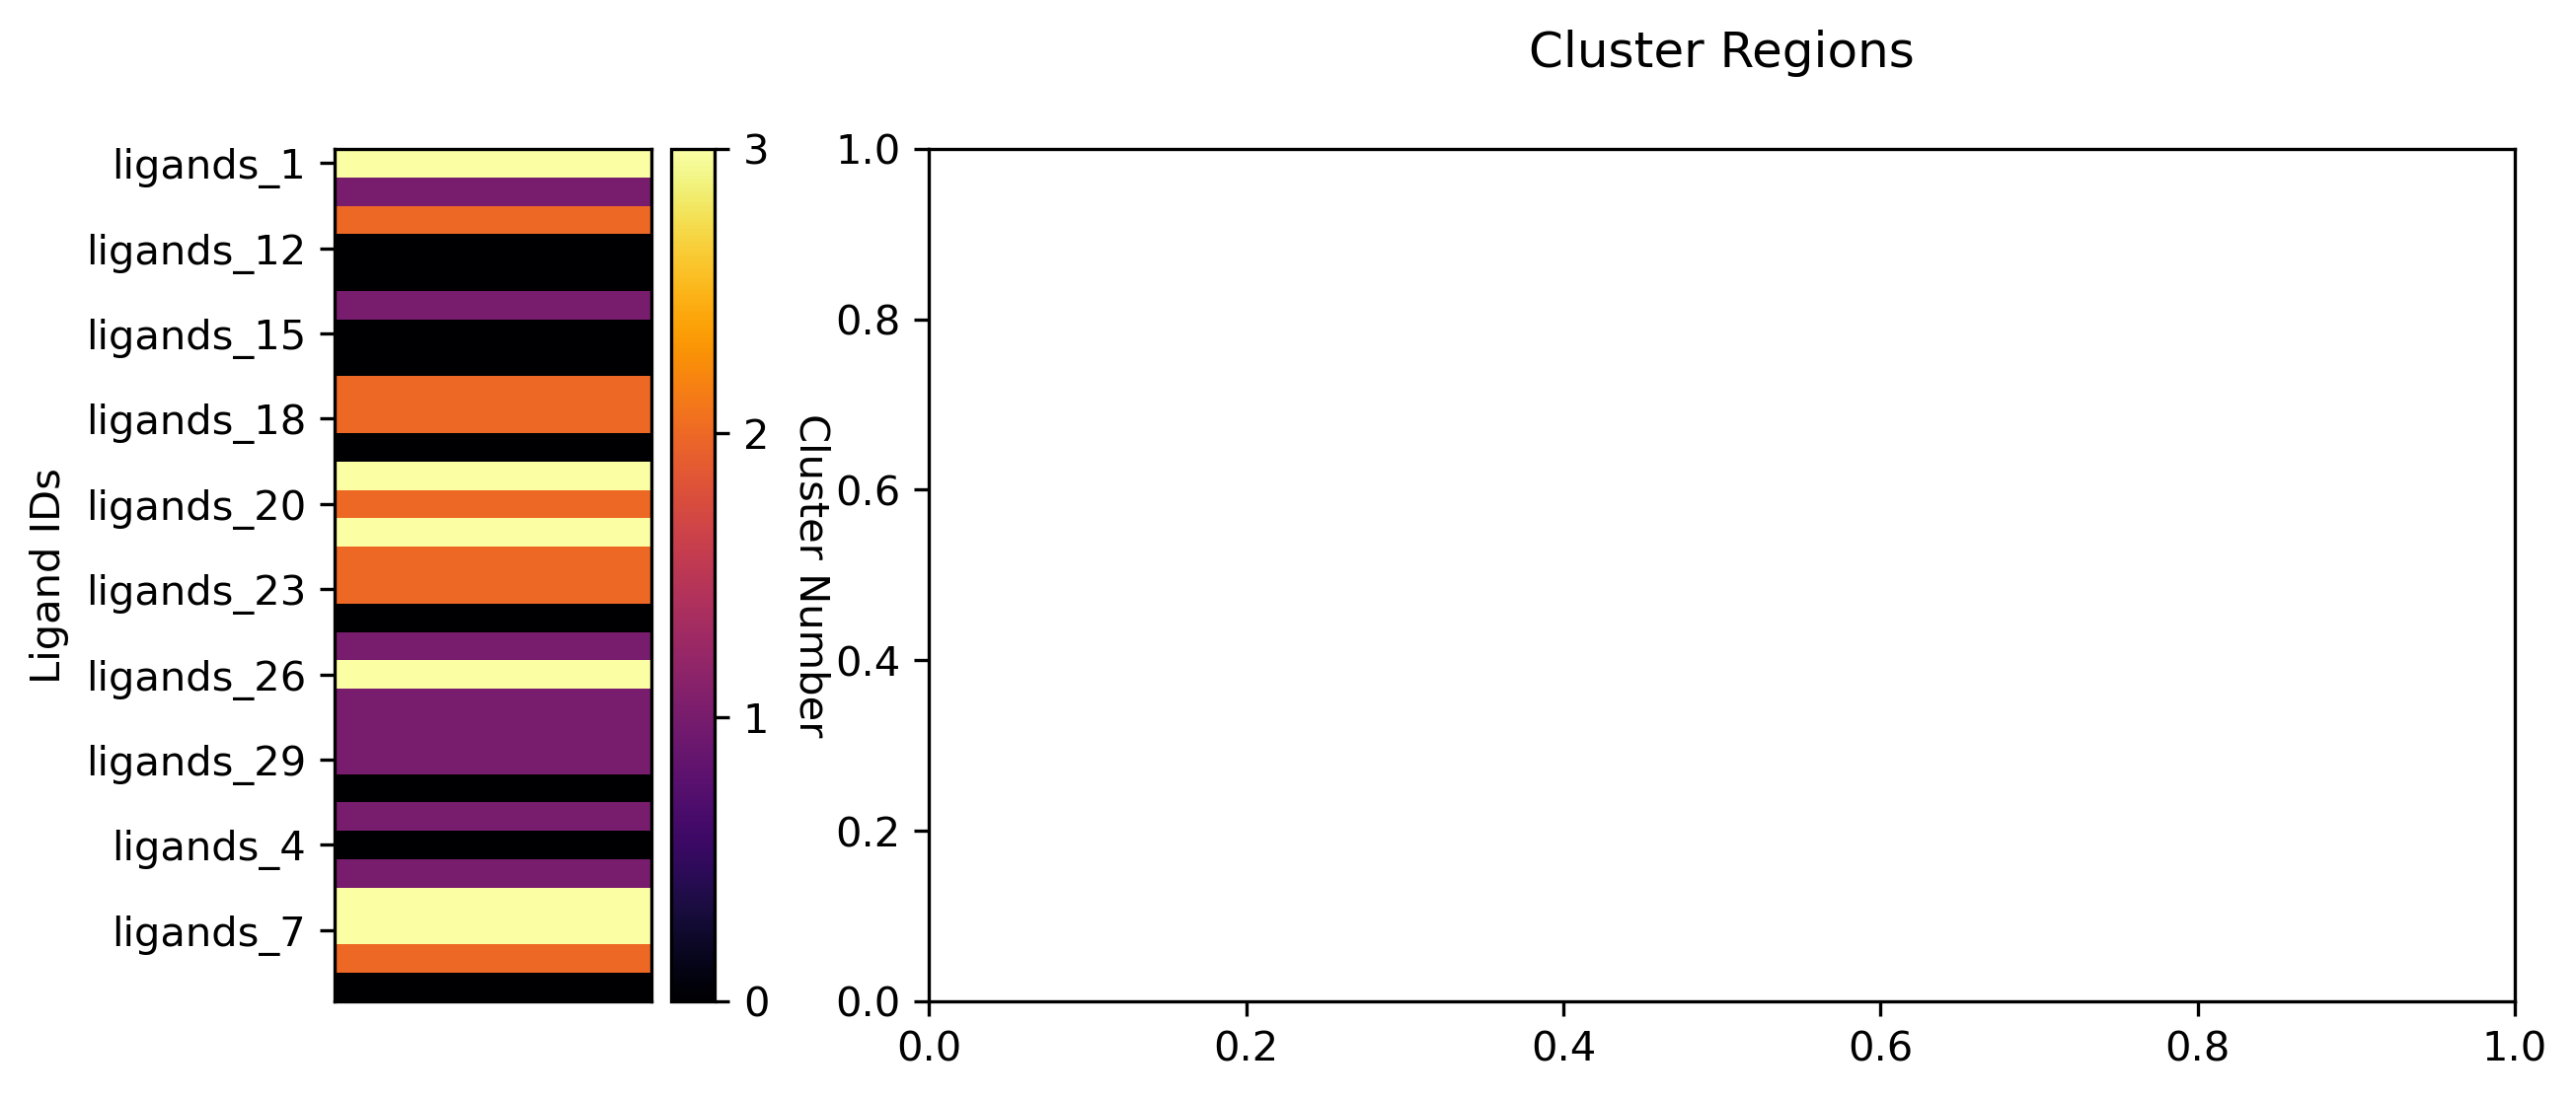 Cluster Regions
Ligand IDs
ligands_1
ligands_12
ligands_15
ligands_18
ligands_20
ligands_23
ligands_26
ligands_29
ligands_4
ligands_7
3
2
1
0
Cluster Number
1.0
0.8
0.6
0.4
0.2
0.0
0.0 0.2 0.4 0.6 0.8 1.0